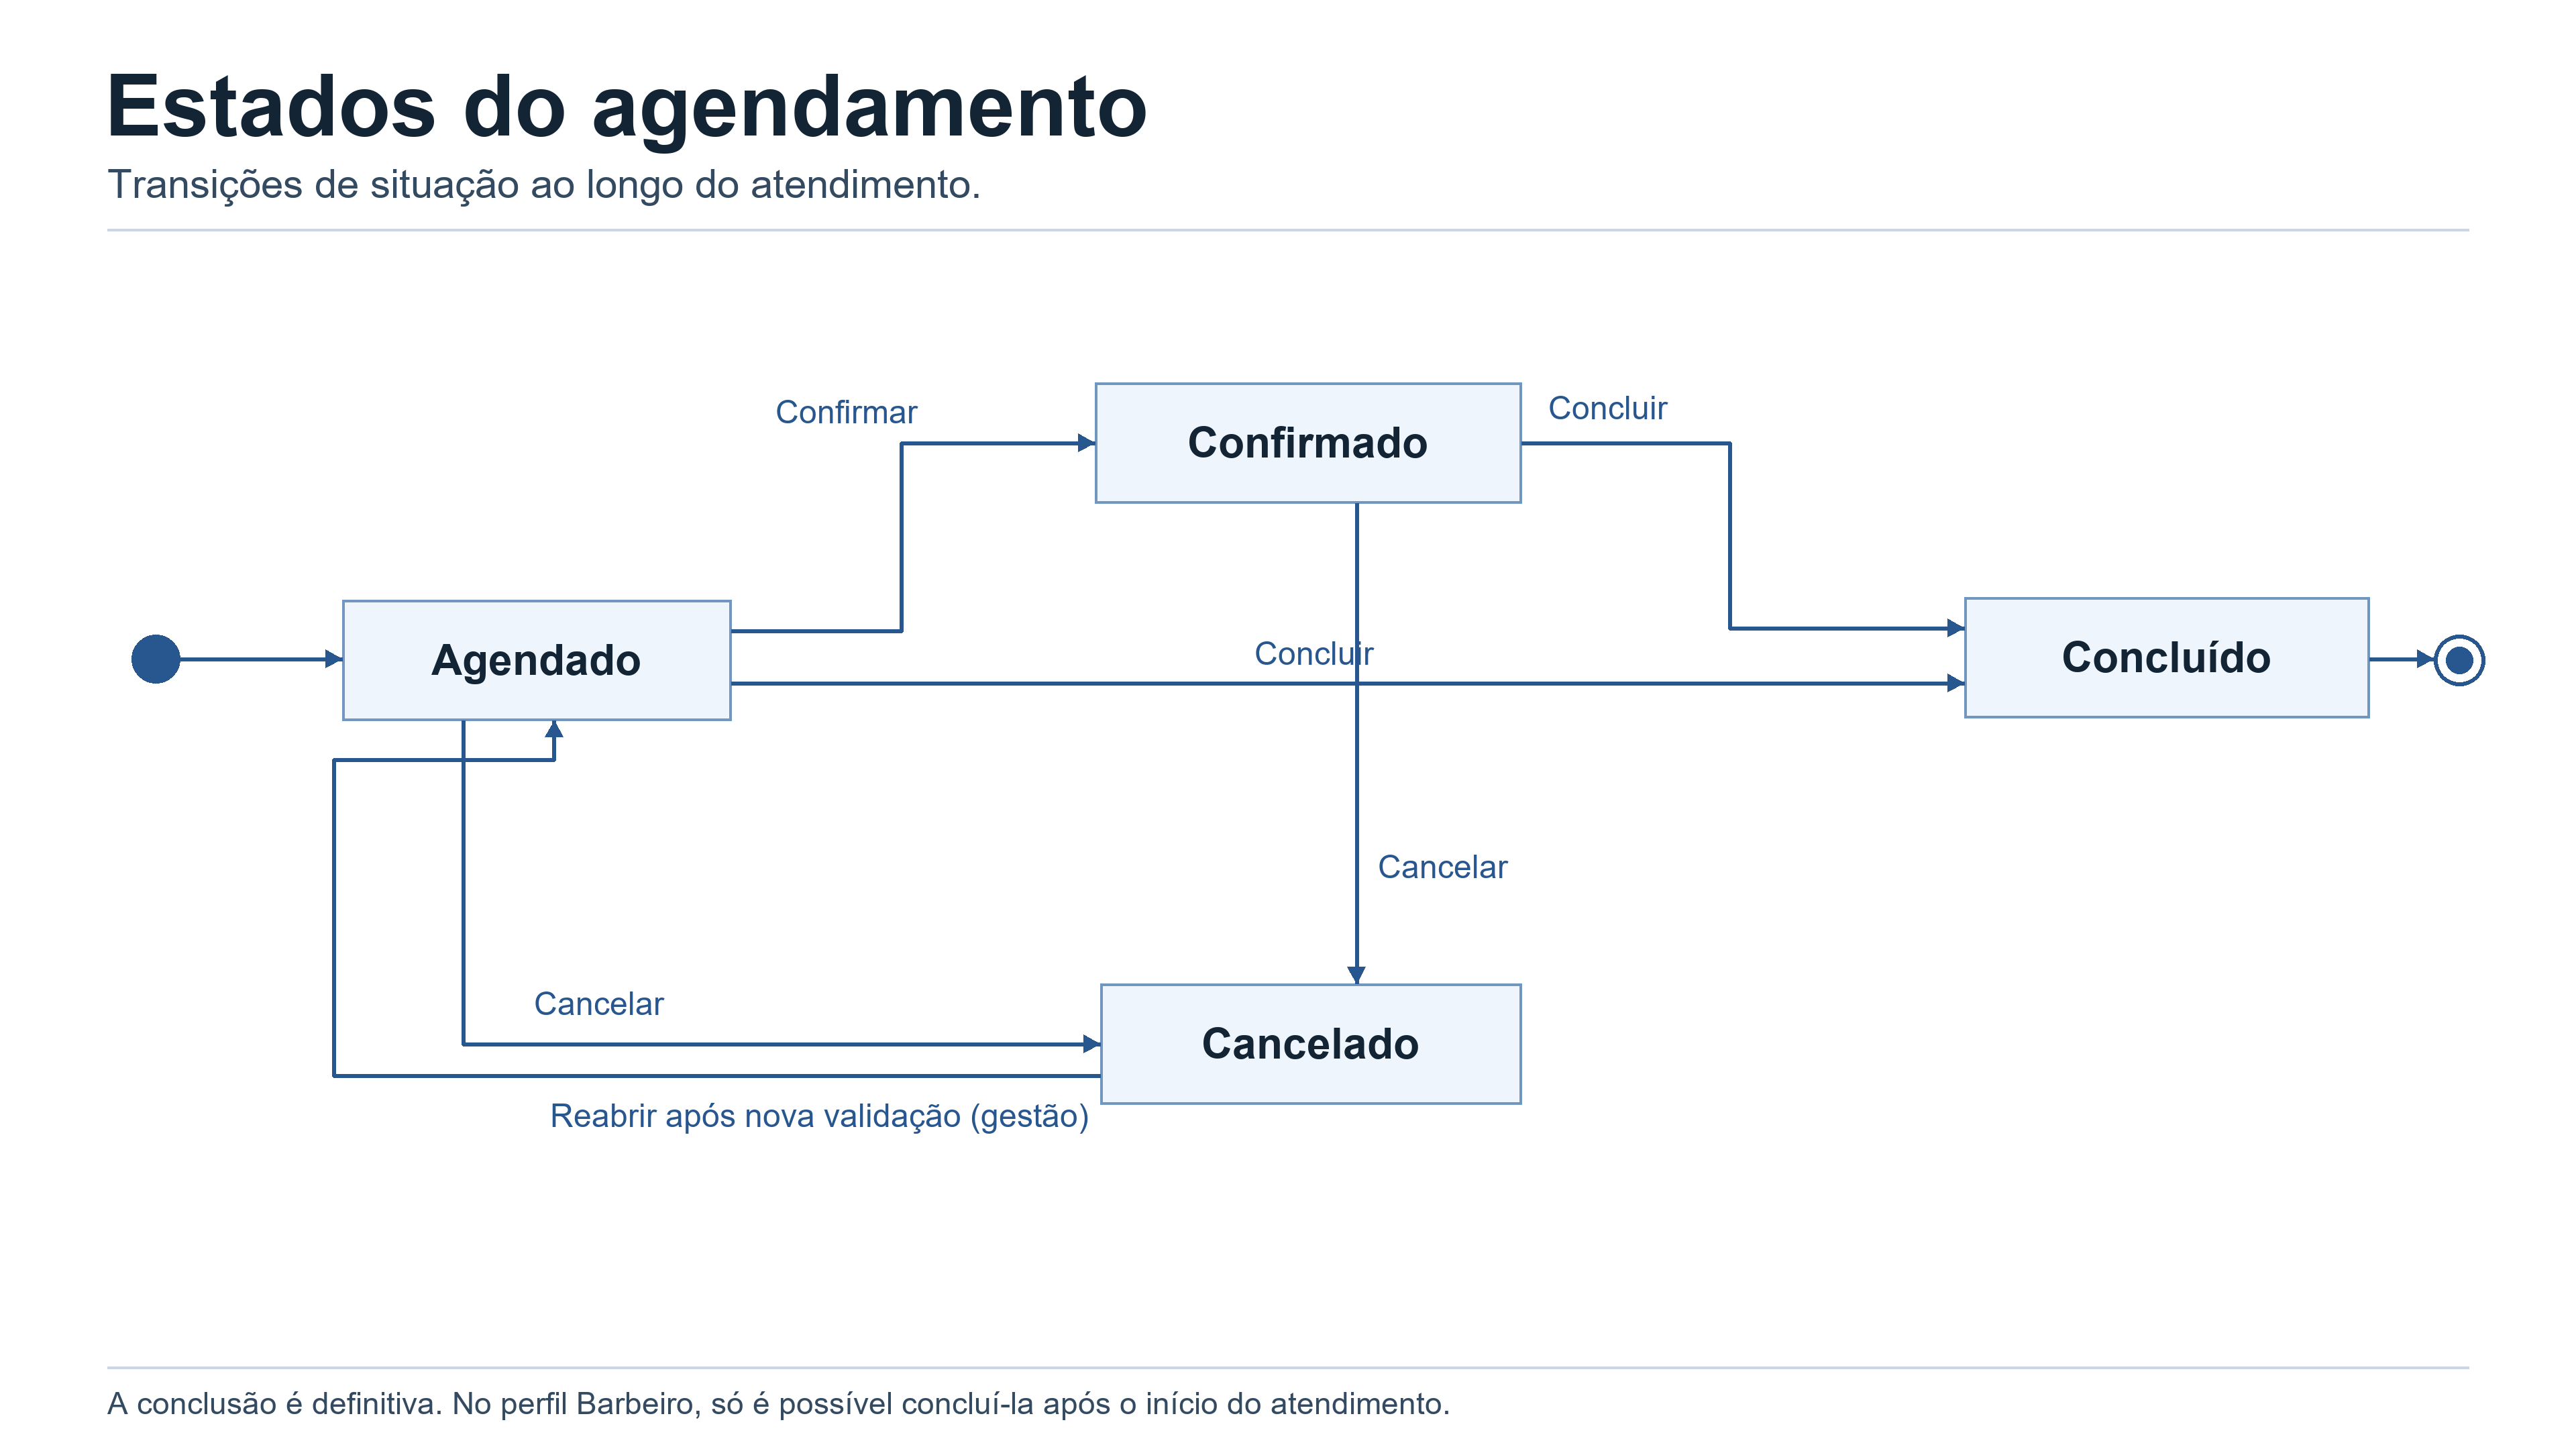 Estados do agendamento
Transições de situação ao longo do atendimento.
Confirmar
Confirmado
Concluir
Agendado
Concluir
Concluído
Cancelar
Cancelar
Cancelado
Reabrir após nova validação (gestão)
A conclusão é definitiva. No perfil Barbeiro, só é possível concluí-la após o início do atendimento.